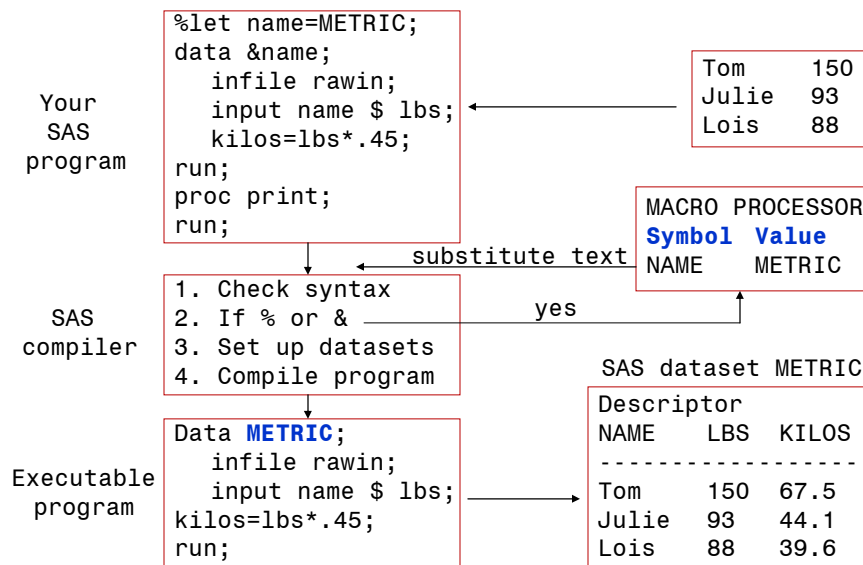 %let name=METRIC;
data &name;
infile rawin;
input name $ lbs;
kilos=lbs*.45;
run;
proc print;
run;
Your
SAS
program
Tom 150
Julie 93
Lois 88
MACRO PROCESSOR
Symbol Value
NAME METRIC
substitute text
1. Check syntax
2. If % or &
3. Set up datasets
4. Compile program
yes
SAS
compiler
SAS dataset METRIC
Data METRIC;
infile rawin;
input name $ lbs;
kilos=lbs*.45;
run;
Executable
program
Descriptor
NAME LBS KILOS
------------------
Tom 150 67.5
Julie 93 44.1
Lois 88 39.6